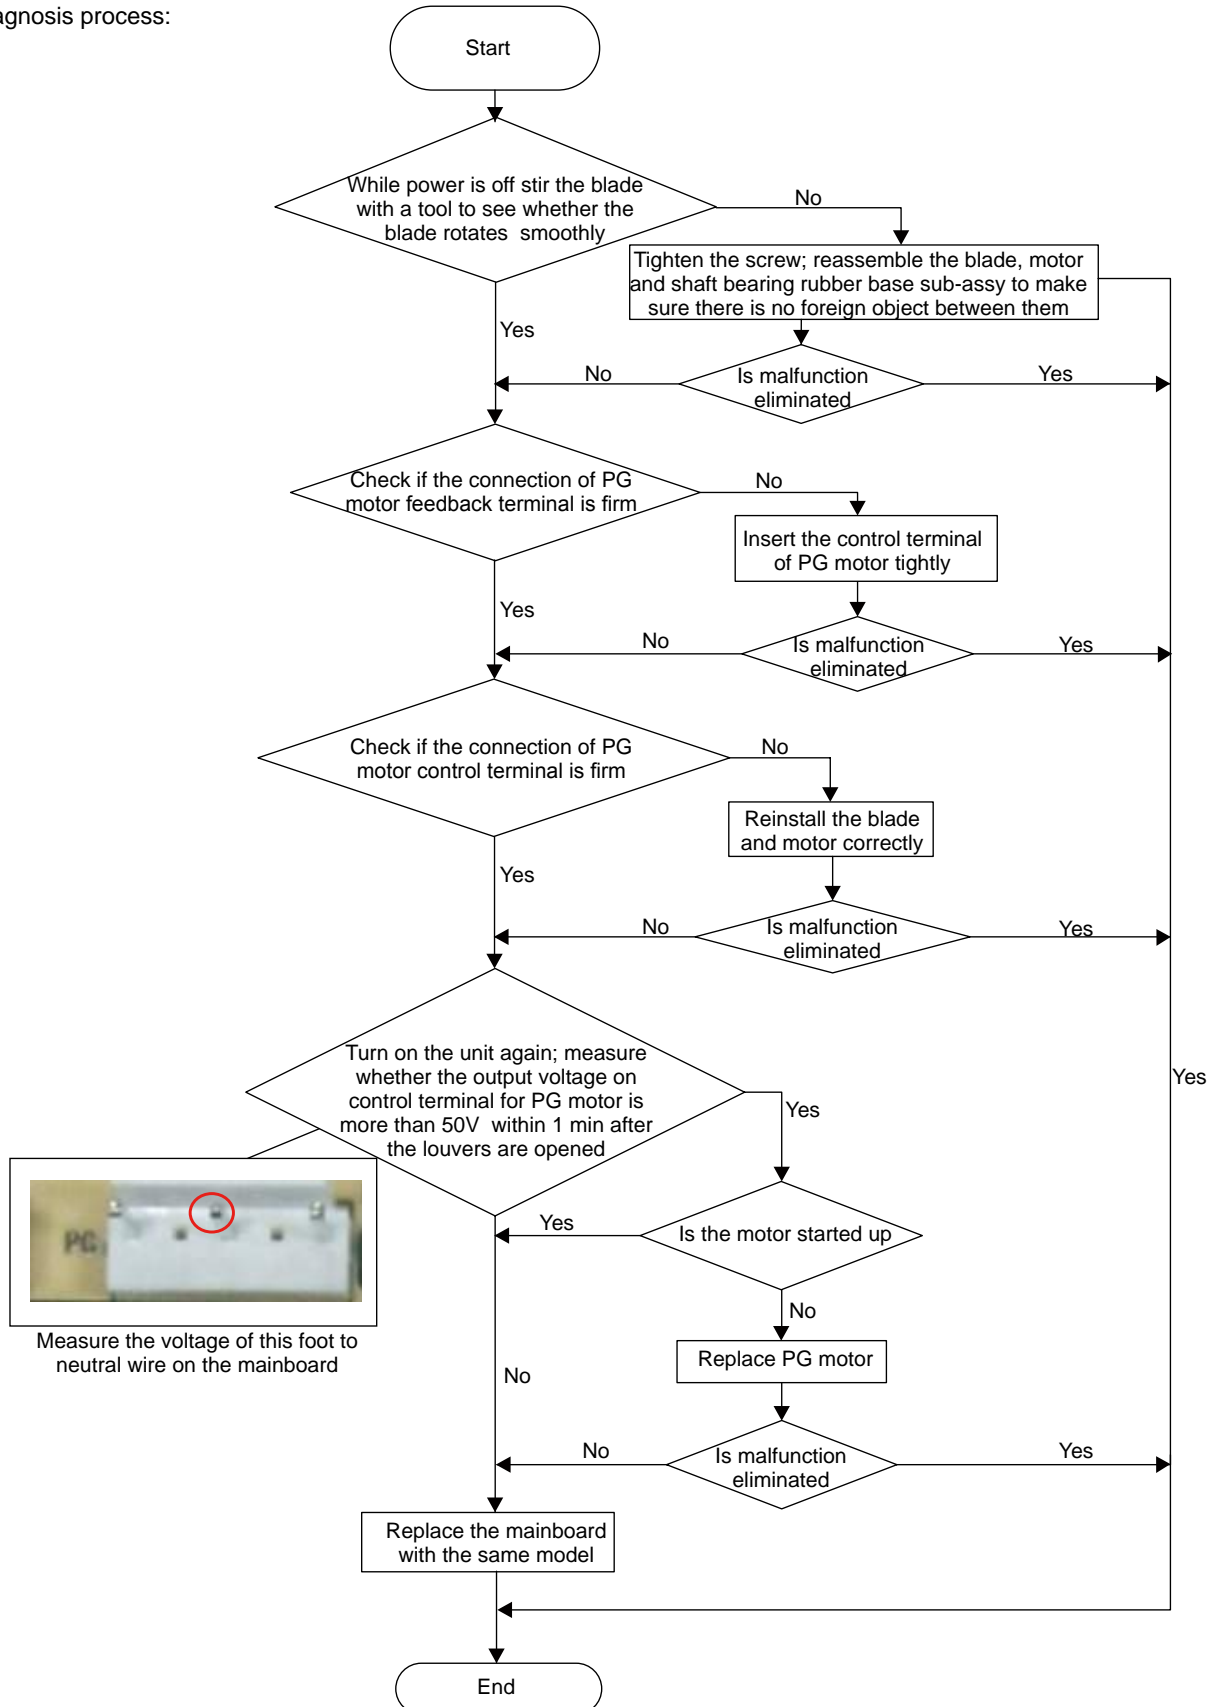 agnosis process:
Start
While power is off stir the blade
with a tool to see whether the
blade rotates smoothly
No
Tighten the screw; reassemble the blade, motor
and shaft bearing rubber base sub-assy to make
sure there is no foreign object between them
Yes
No
Is malfunction
eliminated
Yes
Check if the connection of PG
motor feedback terminal is firm
No
Insert the control terminal
of PG motor tightly
Yes
No
Is malfunction
eliminated
Yes
Check if the connection of PG
motor control terminal is firm
No
Reinstall the blade
and motor correctly
Yes
No
Is malfunction
eliminated
Yes
Turn on the unit again; measure
whether the output voltage on
control terminal for PG motor is
more than 50V within 1 min after
the louvers are opened
Yes
Yes
PG
Yes
Is the motor started up
No
Measure the voltage of this foot to
neutral wire on the mainboard
Replace PG motor
No
No
Is malfunction
eliminated
Yes
Replace the mainboard
with the same model
End